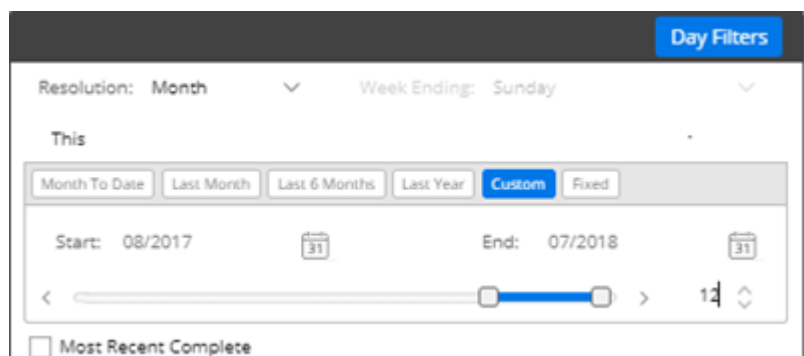 Day Filters
Resolution: Month Week Ending: Sunday
This
Month To Date Last Month Last 6 Months Last Year Custom Fixed
Start: 08/2017 31 End: 07/2018 31
12
Most Recent Complete